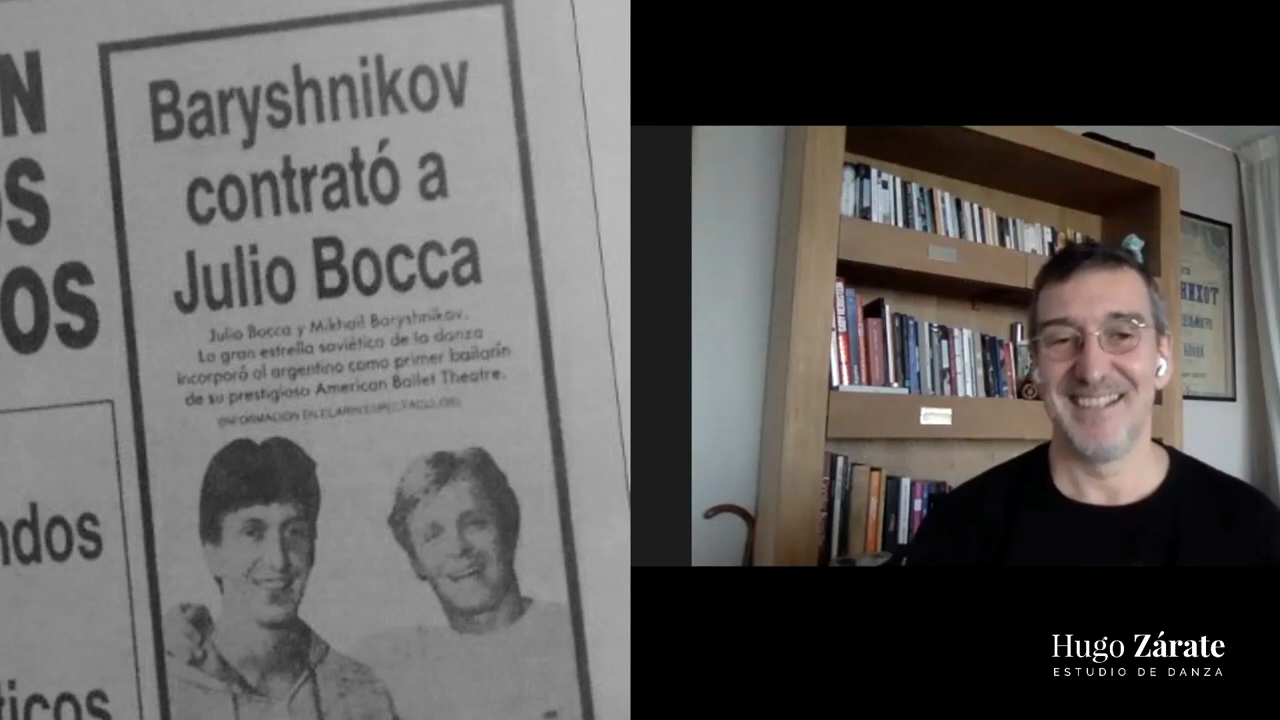 N
OS
OS
ndos
ticos
Baryshnikov
contrató a
Julio Bocca
Julio Bocca y Mikhail Baryshnikov.
La gran estrella soviética de la danza
incorporó al argentino como primer bailarín
de su prestigioso American Ballet Theatre.
INFORMACION EN CLARIN ESPECTACULOS
Hugo Zárate
ESTUDIO DE DANZA